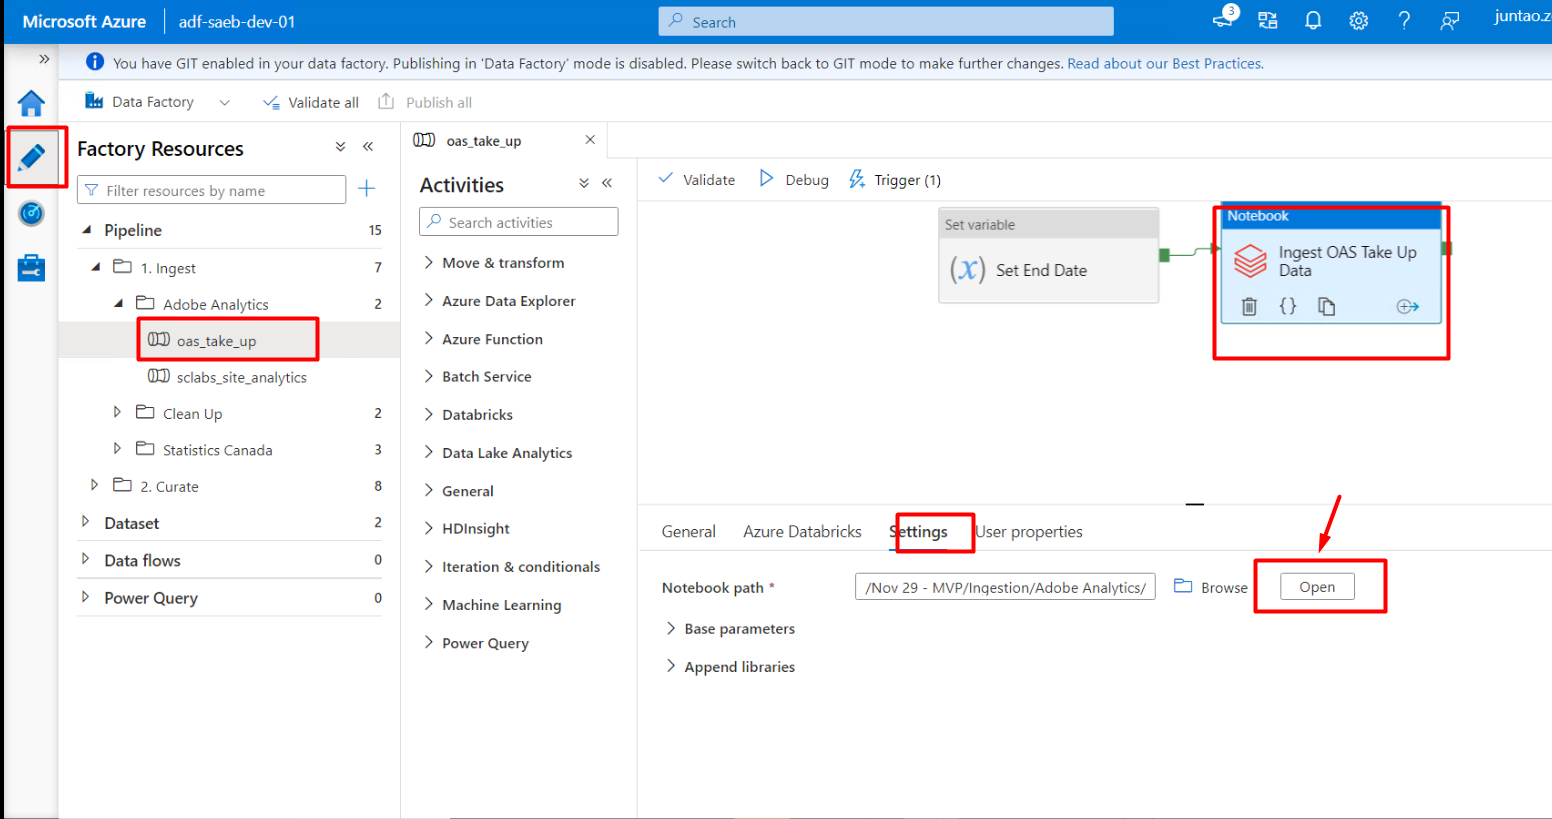 Microsoft Azure
adf-saeb-dev-01
Search
3
juntao.z
You have GIT enabled in your data factory. Publishing in 'Data Factory' mode is disabled. Please switch back to GIT mode to make further changes. Read about our Best Practices.
Data Factory
Validate all
Publish all
Factory Resources
Filter resources by name
Pipeline 15
1. Ingest 7
Adobe Analytics 2
oas_take_up
sclabs_site_analytics
Clean Up 2
Statistics Canada 3
2. Curate 8
Dataset 2
Data flows 0
Power Query 0
oas_take_up
Activities
Search activities
Move & transform
Azure Data Explorer
Azure Function
Batch Service
Databricks
Data Lake Analytics
General
HDInsight
Iteration & conditionals
Machine Learning
Power Query
Validate
Debug
Trigger (1)
Set variable
(x) Set End Date
Notebook
Ingest OAS Take Up
Data
{}
General
Azure Databricks
Settings
User properties
Notebook path *
/Nov 29 - MVP/Ingestion/Adobe Analytics/
Browse
Open
Base parameters
Append libraries